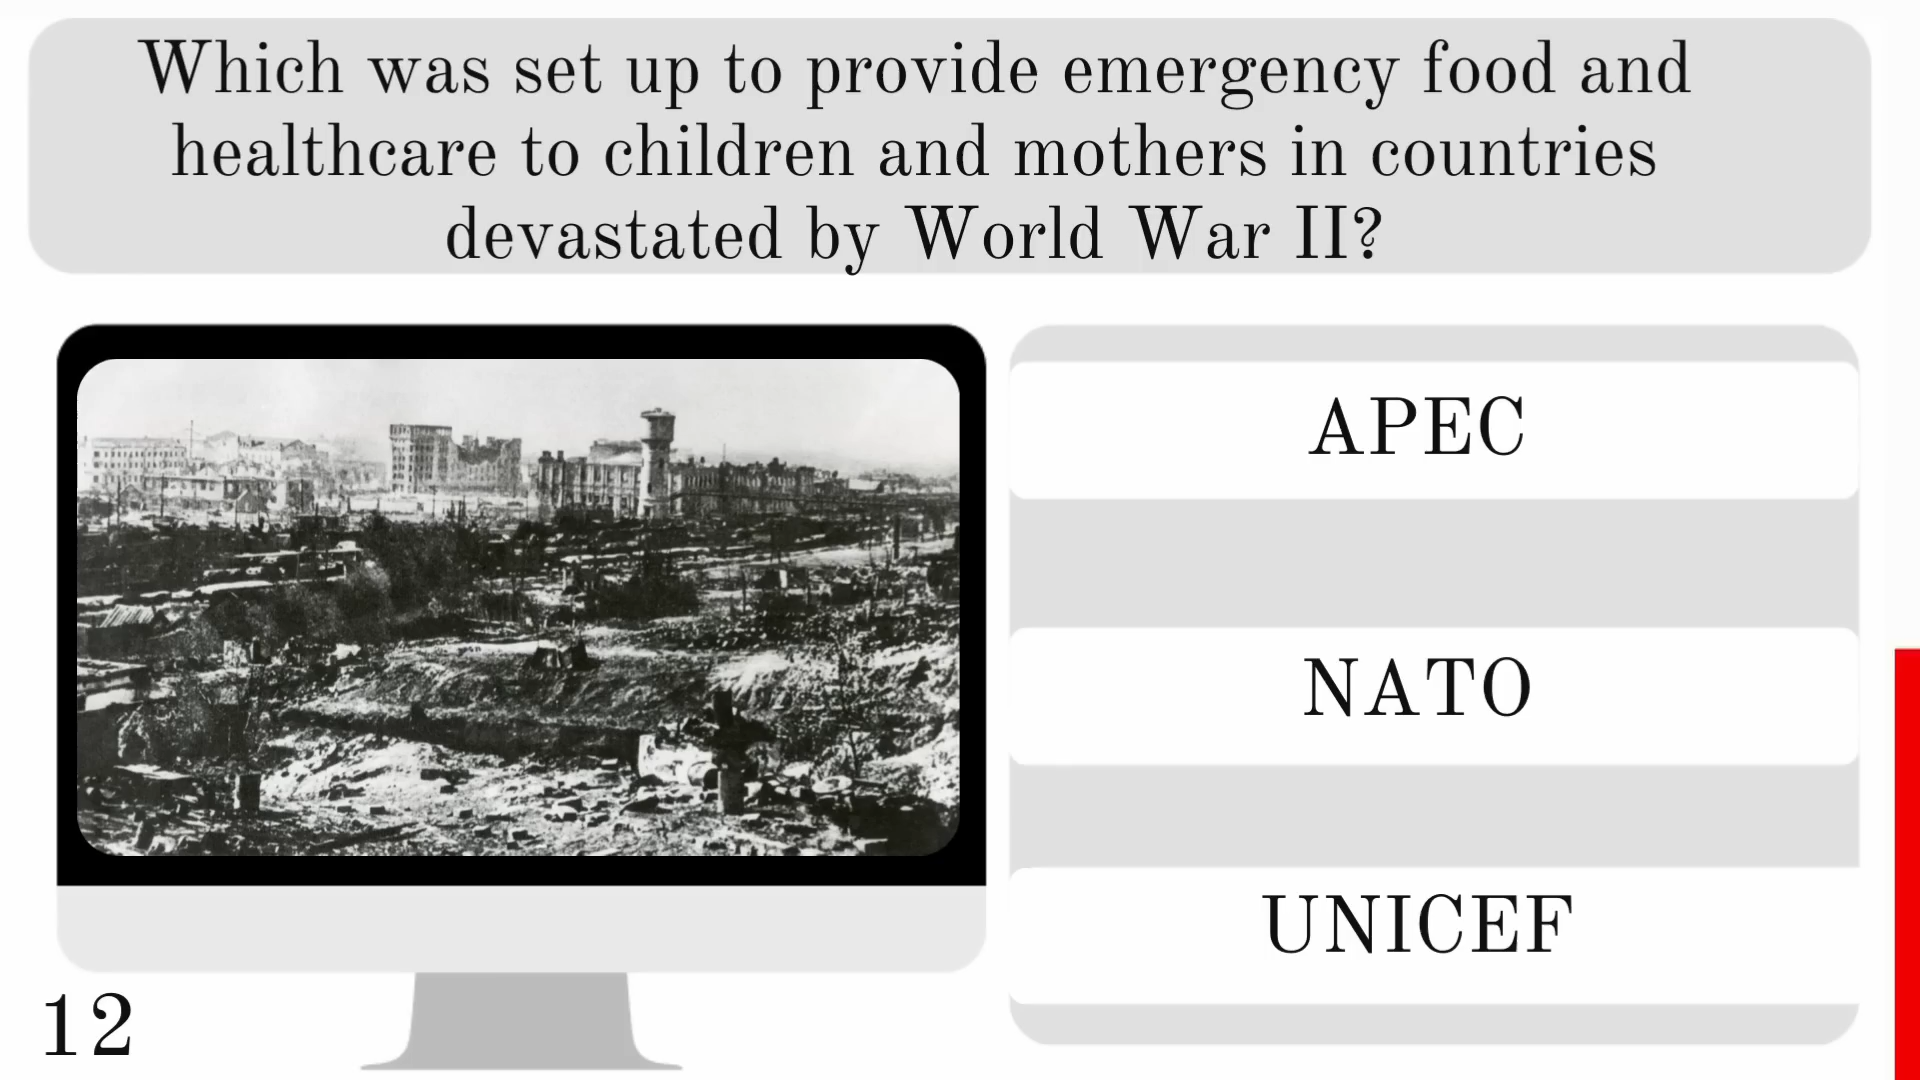 Which was set up to provide emergency food and
healthcare to children and mothers in countries
devastated by World War II?
APEC
NATO
UNICEF
12